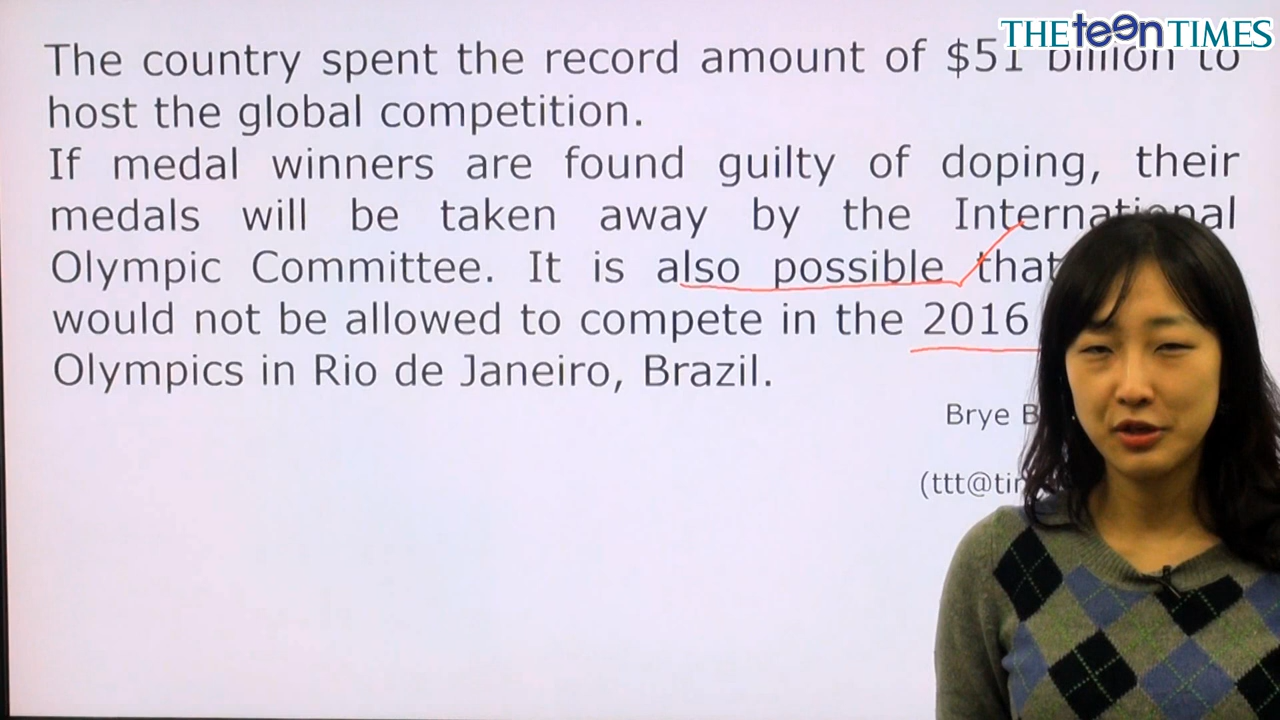 THE teen TIMES
The country spent the record amount of $51 billion to
host the global competition.
If medal winners are found guilty of doping, their
medals will be taken away by the International
Olympic Committee. It is also possible that
would not be allowed to compete in the 2016
Olympics in Rio de Janeiro, Brazil.
Brye